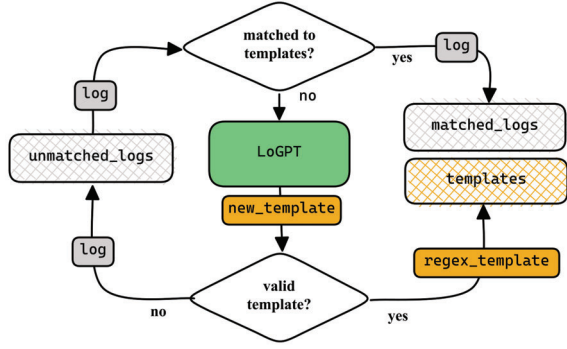 matched to
templates?
log
yes
log
no
matched_logs
unmatched_logs
LoGPT
templates
new_template
log
regex_template
valid
template?
no
yes